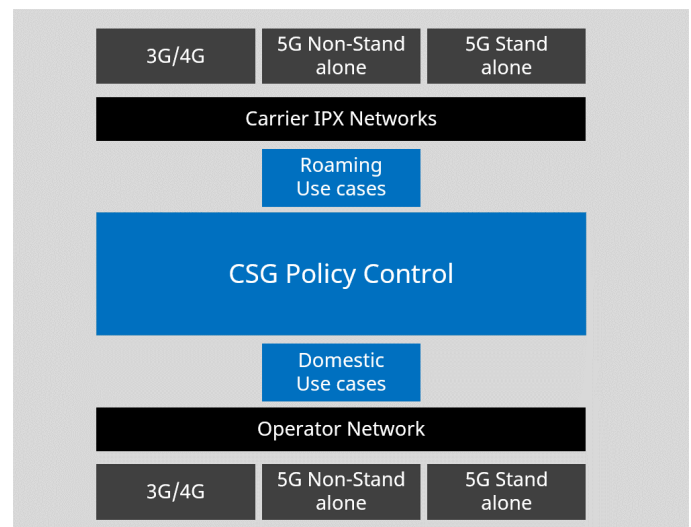 3G/4G
5G Non-Stand
alone
5G Stand
alone
Carrier IPX Networks
Roaming
Use cases
CSG Policy Control
Domestic
Use cases
Operator Network
3G/4G
5G Non-Stand
alone
5G Stand
alone